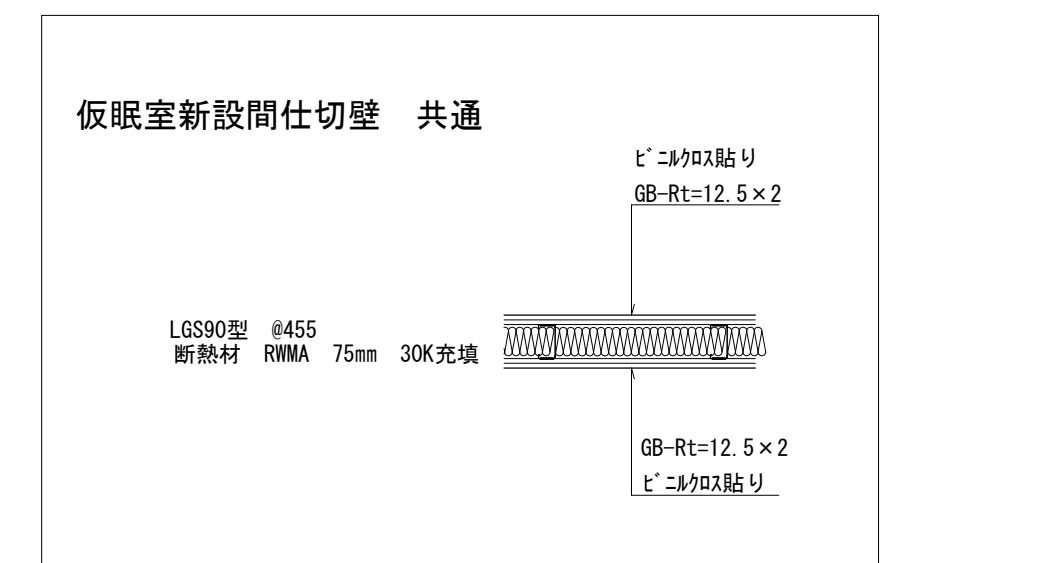 仮眠室新設間仕切壁　共通
ﾋﾞﾆﾙｸﾛｽ貼り
GB-Rt=12.5×2
LGS90型　@455
断熱材　RWMA　75mm　30K充填
GB-Rt=12.5×2
ﾋﾞﾆﾙｸﾛｽ貼り